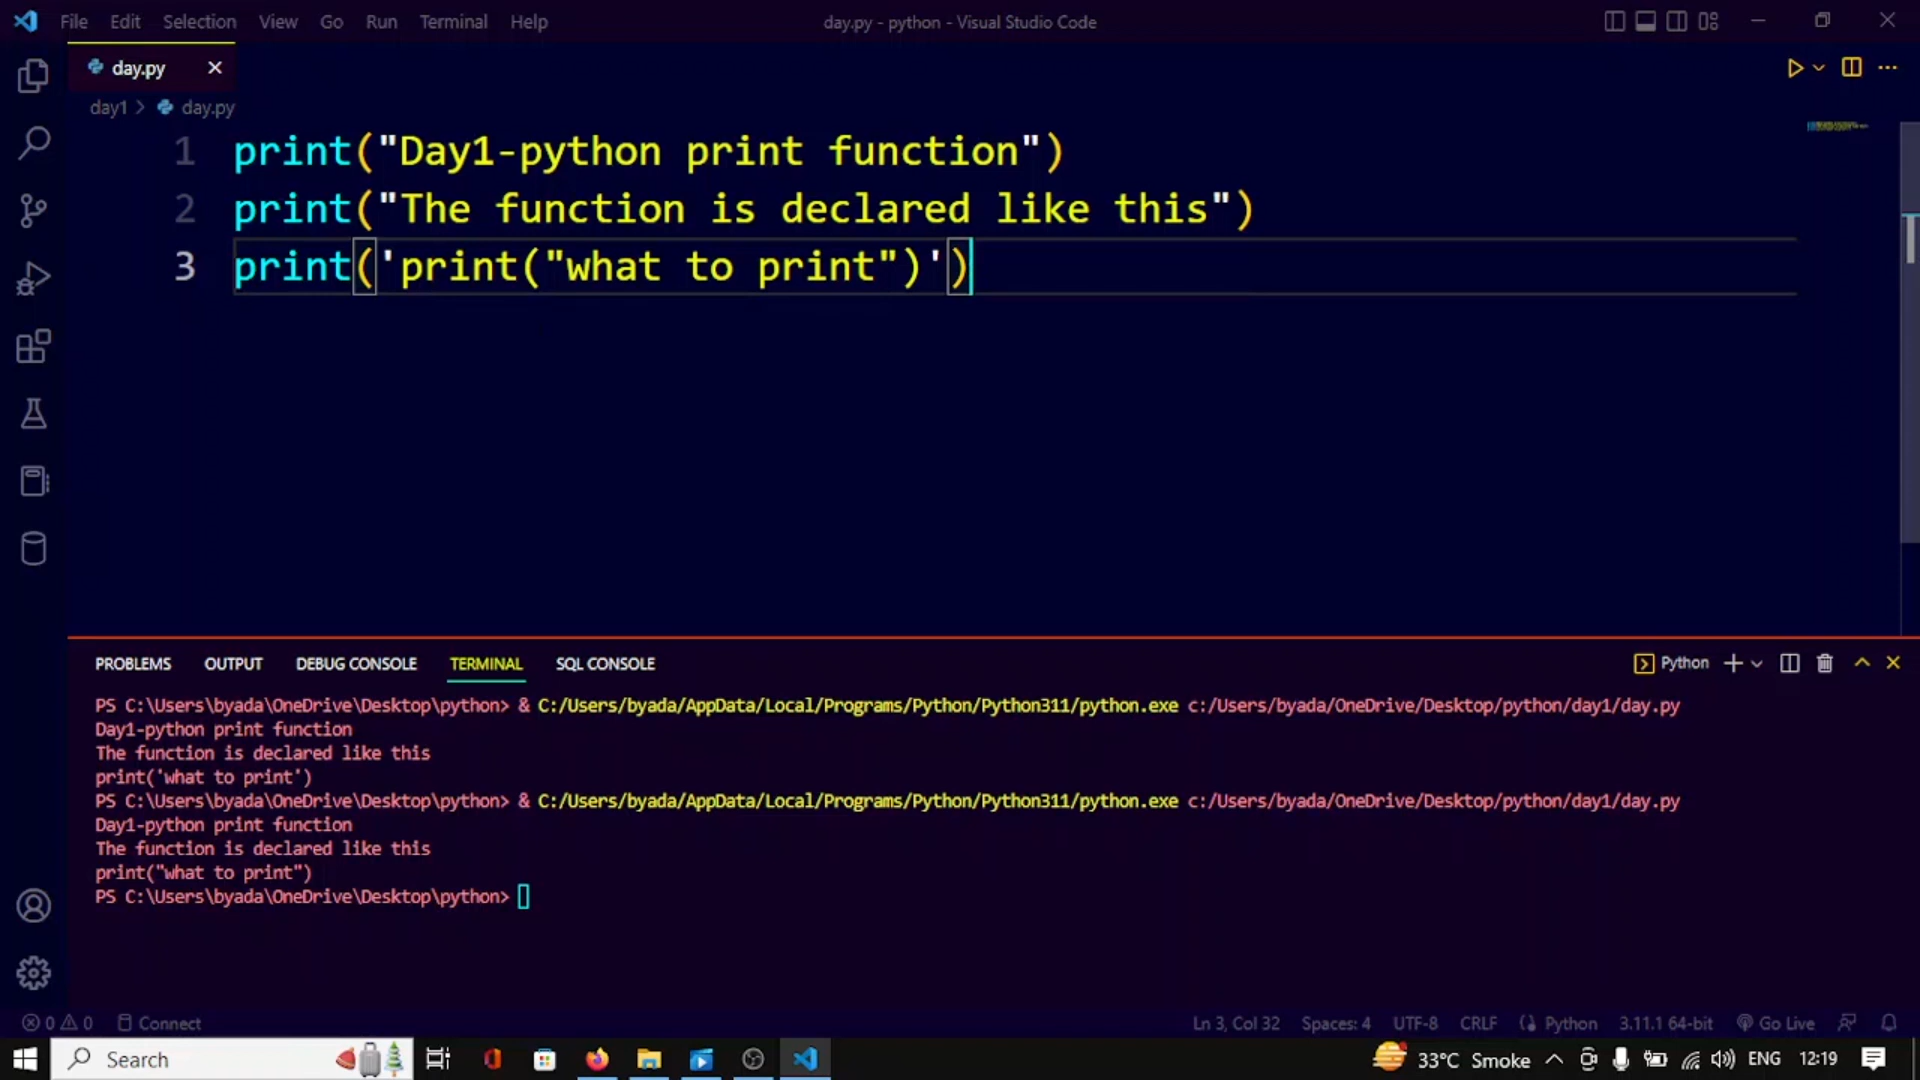 File Edit Selection View Go Run Terminal Help day.py - python - Visual Studio Code
day.py
day1 > day.py
1 print("Day1-python print function")
2 print("The function is declared like this")
3 print('print("what to print")')
PROBLEMS OUTPUT DEBUG CONSOLE TERMINAL SQL CONSOLE Python
PS C:\Users\byada\OneDrive\Desktop\python> & C:/Users/byada/AppData/Local/Programs/Python/Python311/python.exe c:/Users/byada/OneDrive/Desktop/python/day1/day.py
Day1-python print function
The function is declared like this
print('what to print')
PS C:\Users\byada\OneDrive\Desktop\python> & C:/Users/byada/AppData/Local/Programs/Python/Python311/python.exe c:/Users/byada/OneDrive/Desktop/python/day1/day.py
Day1-python print function
The function is declared like this
print("what to print")
PS C:\Users\byada\OneDrive\Desktop\python>
0 0 Connect Ln 3, Col 32 Spaces: 4 UTF-8 CRLF Python 3.11.1 64-bit Go Live
Search 33°C Smoke ENG 12:19